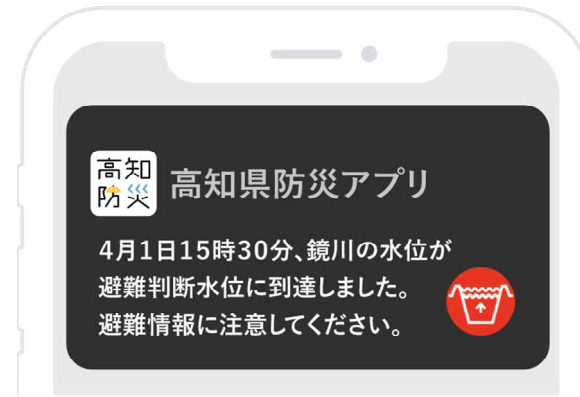 高知
防災
高知県防災アプリ
4月1日15時30分、鏡川の水位が
避難判断水位に到達しました。
避難情報に注意してください。